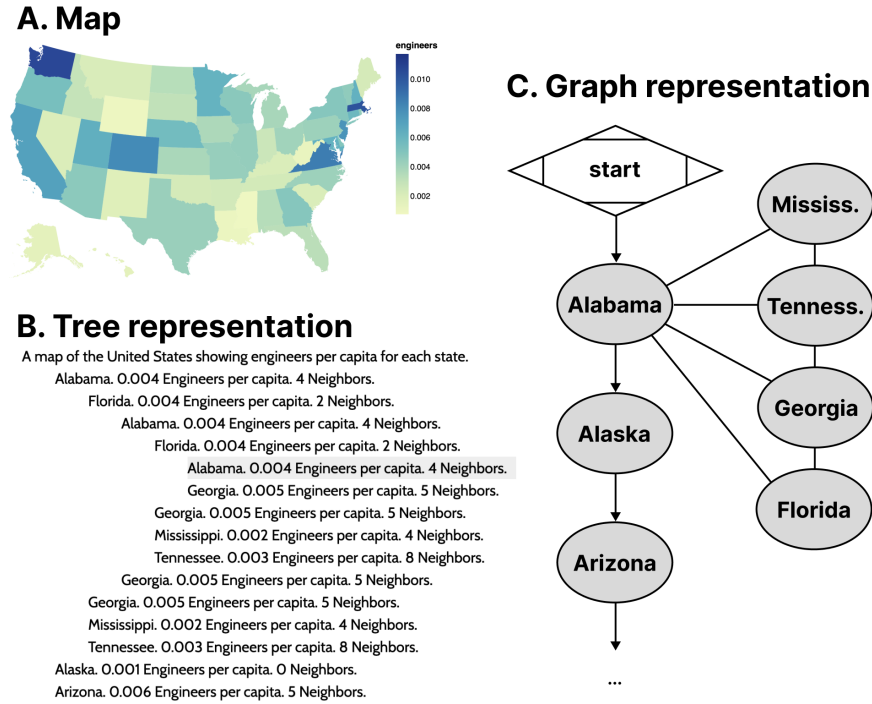 A. Map
engineers
0.010
0.008
0.006
0.004
0.002
B. Tree representation
A map of the United States showing engineers per capita for each state.
Alabama. 0.004 Engineers per capita. 4 Neighbors.
Florida. 0.004 Engineers per capita. 2 Neighbors.
Alabama. 0.004 Engineers per capita. 4 Neighbors.
Florida. 0.004 Engineers per capita. 2 Neighbors.
Alabama. 0.004 Engineers per capita. 4 Neighbors.
Georgia. 0.005 Engineers per capita. 5 Neighbors.
Georgia. 0.005 Engineers per capita. 5 Neighbors.
Mississippi. 0.002 Engineers per capita. 4 Neighbors.
Tennessee. 0.003 Engineers per capita. 8 Neighbors.
Georgia. 0.005 Engineers per capita. 5 Neighbors.
Georgia. 0.005 Engineers per capita. 5 Neighbors.
Mississippi. 0.002 Engineers per capita. 4 Neighbors.
Tennessee. 0.003 Engineers per capita. 8 Neighbors.
Alaska. 0.001 Engineers per capita. 0 Neighbors.
Arizona. 0.006 Engineers per capita. 5 Neighbors.
C. Graph representation
start
Mississ.
Alabama
Tenness.
Georgia
Alaska
Florida
Arizona
...